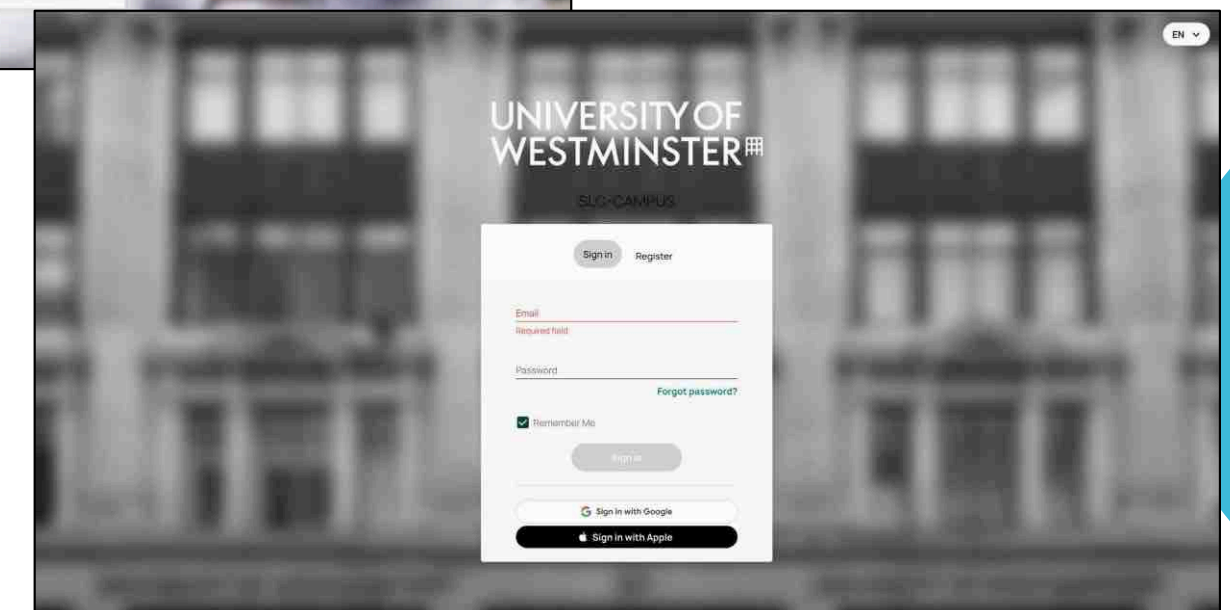 EN
UNIVERSITY OF
WESTMINSTER
SLC-CAMPUS
Sign in Register
Email
Required field
Password
Forgot password?
Remember Me
Sign in
Sign in with Google
Sign in with Apple